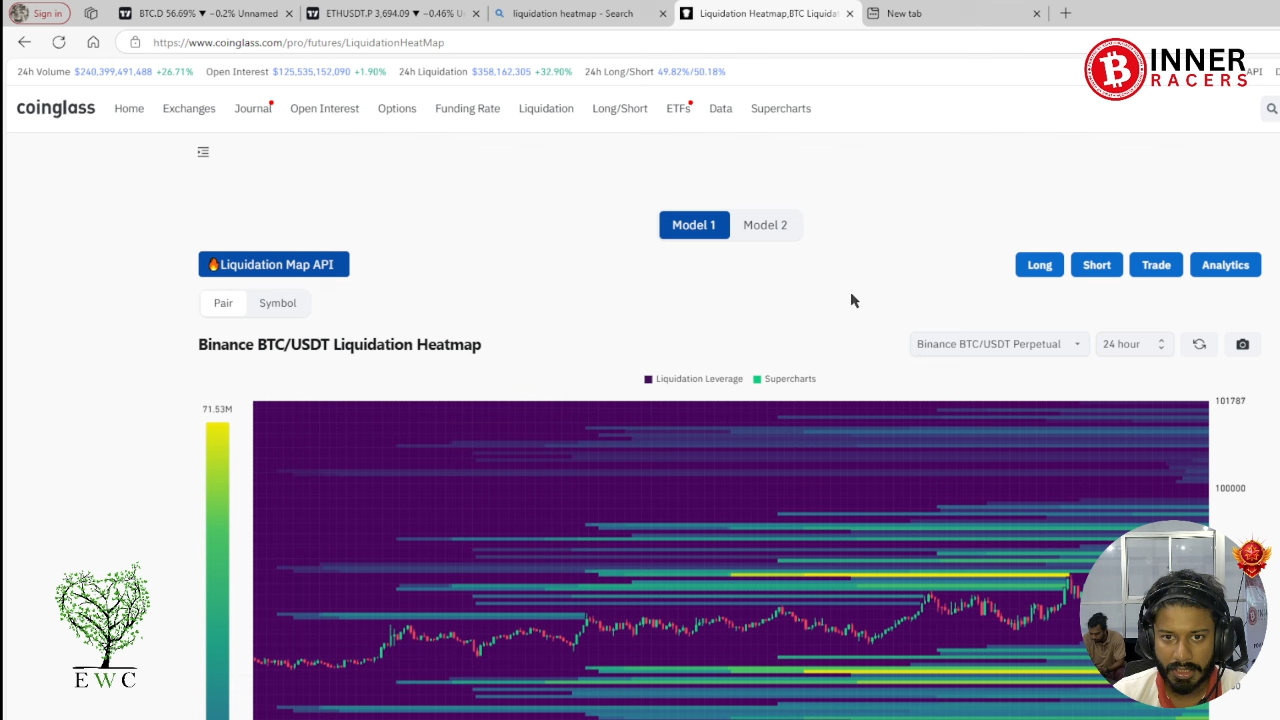 Sign in
BTC.D 56.69% ▼ −0.2% Unnamed
ETHUSDT.P 3,694.09 ▼ −0.46% U
liquidation heatmap - Search
Liquidation Heatmap,BTC Liquida
New tab
https://www.coinglass.com/pro/futures/LiquidationHeatMap
INNER
RACERS
24h Volume $240,399,491,488 +26.71% Open Interest $125,535,152,090 +1.90% 24h Liquidation $358,162,305 +32.90% 24h Long/Short 49.82%/50.18%
API
coinglass Home Exchanges Journal Open Interest Options Funding Rate Liquidation Long/Short ETFs Data Supercharts
Model 1 Model 2
Liquidation Map API
Long Short Trade Analytics
Pair Symbol
Binance BTC/USDT Liquidation Heatmap
Binance BTC/USDT Perpetual 24 hour
Liquidation Leverage Supercharts
71.53M
101787
100000
EWC